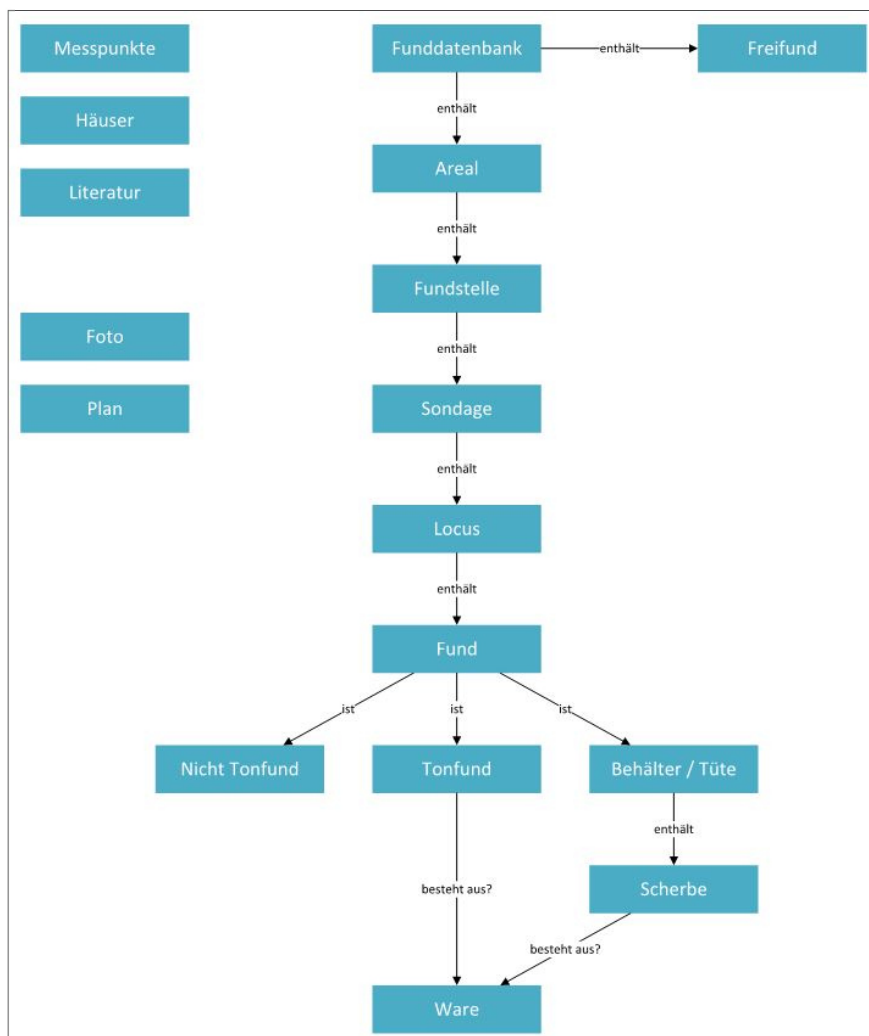 Messpunkte
Funddatenbank
enthält
Freifund
enthält
Häuser
Areal
Literatur
enthält
Fundstelle
Foto
enthält
Plan
Sondage
enthält
Locus
enthält
Fund
ist
ist
ist
Nicht Tonfund
Tonfund
Behälter / Tüte
enthält
besteht aus?
Scherbe
besteht aus?
Ware